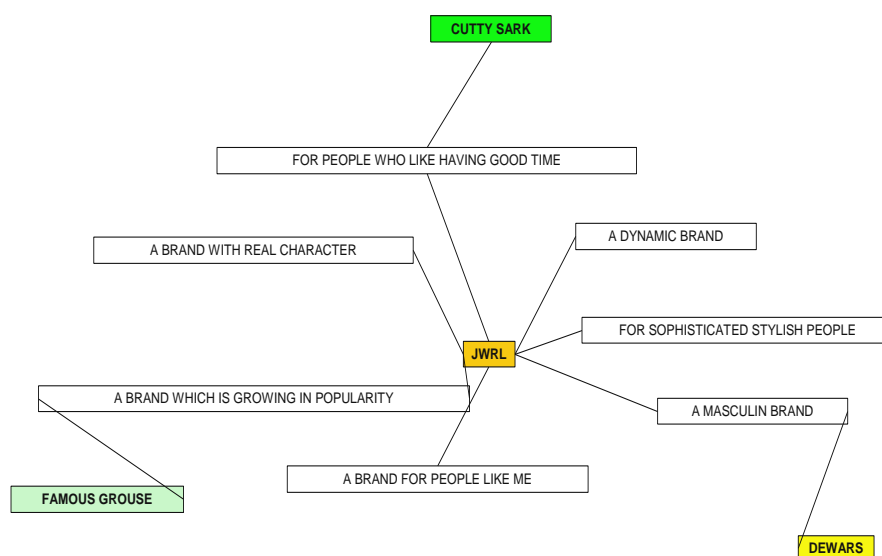 CUTTY SARK
FOR PEOPLE WHO LIKE HAVING GOOD TIME
A DYNAMIC BRAND
A BRAND WITH REAL CHARACTER
FOR SOPHISTICATED STYLISH PEOPLE
JWRL
A BRAND WHICH IS GROWING IN POPULARITY
A MASCULIN BRAND
A BRAND FOR PEOPLE LIKE ME
FAMOUS GROUSE
DEWARS